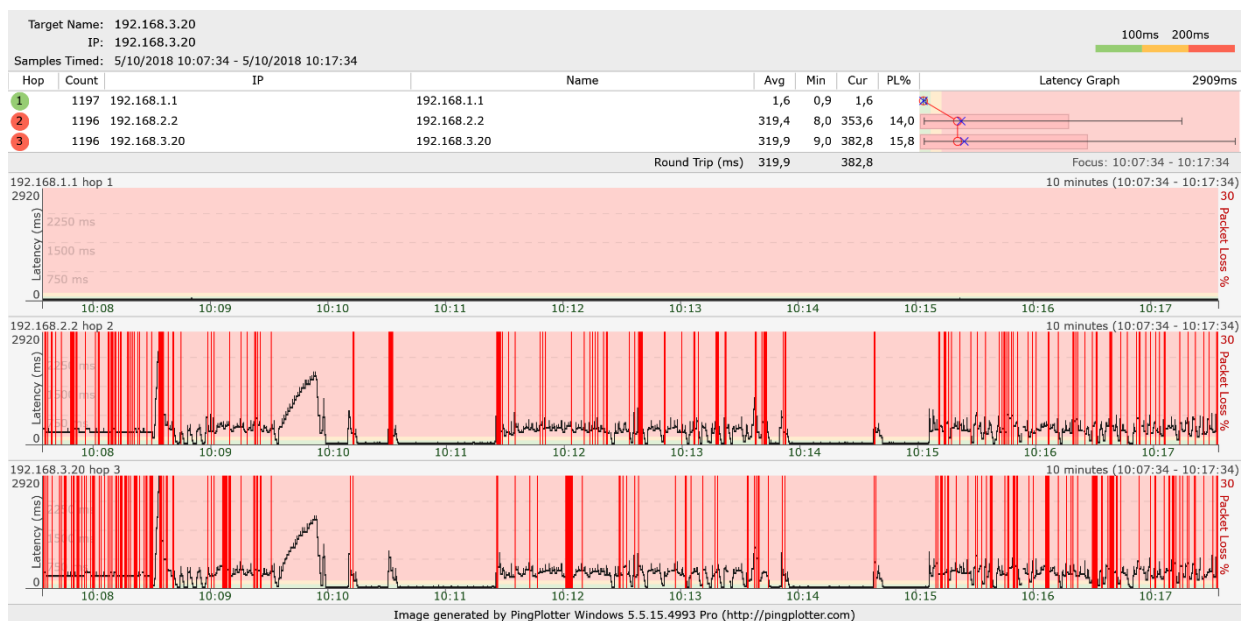 Target Name: 192.168.3.20
IP: 192.168.3.20
100ms 200ms
Samples Timed: 5/10/2018 10:07:34 - 5/10/2018 10:17:34
Hop Count IP Name Avg Min Cur PL% Latency Graph 2909ms
1 1197 192.168.1.1 192.168.1.1 1,6 0,9 1,6
2 1196 192.168.2.2 192.168.2.2 319,4 8,0 353,6 14,0
3 1196 192.168.3.20 192.168.3.20 319,9 9,0 382,8 15,8
Round Trip (ms) 319,9 382,8 Focus: 10:07:34 - 10:17:34
192.168.1.1 hop 1 10 minutes (10:07:34 - 10:17:34)
2920 30
Latency (ms)
Packet Loss %
2250 ms
1500 ms
750 ms
0
10:08 10:09 10:10 10:11 10:12 10:13 10:14 10:15 10:16 10:17
192.168.2.2 hop 2 10 minutes (10:07:34 - 10:17:34)
2920 30
Latency (ms)
Packet Loss %
2250 ms
1500 ms
0
10:08 10:09 10:10 10:11 10:12 10:13 10:14 10:15 10:16 10:17
192.168.3.20 hop 3 10 minutes (10:07:34 - 10:17:34)
2920 30
Latency (ms)
Packet Loss %
0
10:08 10:09 10:10 10:11 10:12 10:13 10:14 10:15 10:16 10:17
Image generated by PingPlotter Windows 5.5.15.4993 Pro (http://pingplotter.com)